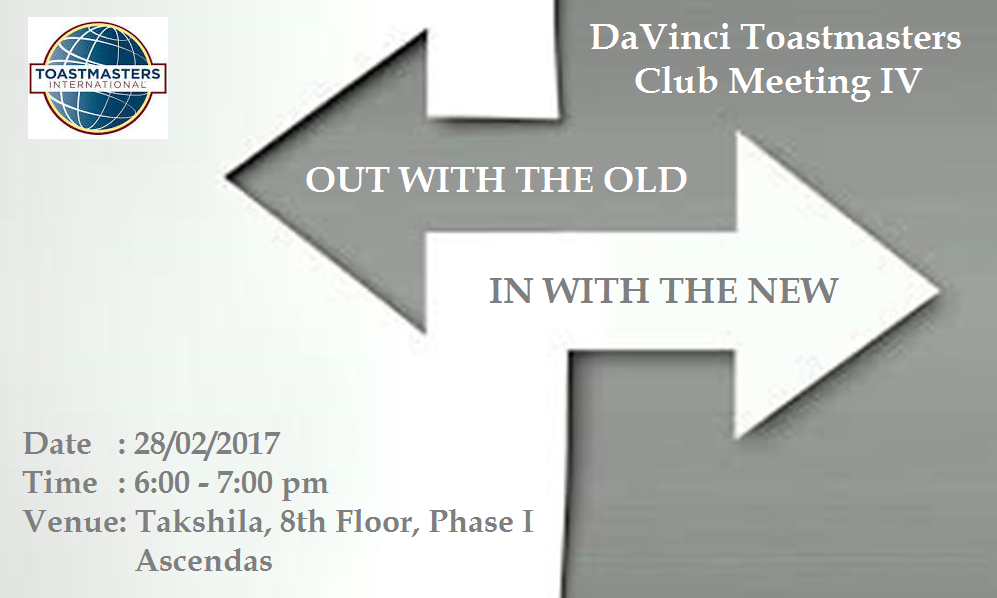 TOASTMASTERS
INTERNATIONAL
DaVinci Toastmasters
Club Meeting IV
OUT WITH THE OLD
IN WITH THE NEW
Date : 28/02/2017
Time : 6:00 - 7:00 pm
Venue: Takshila, 8th Floor, Phase I
Ascendas